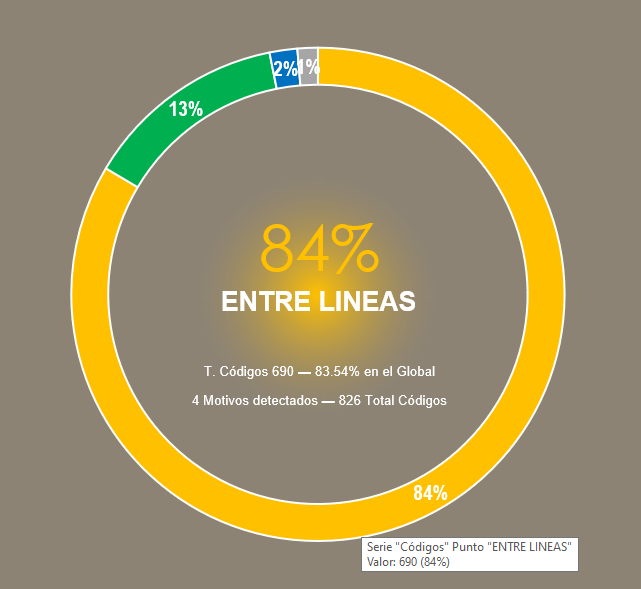 2%
1%
13%
84%
ENTRE LINEAS
T. Códigos 690 — 83.54% en el Global
4 Motivos detectados — 826 Total Códigos
84%
Serie "Códigos" Punto "ENTRE LINEAS"
Valor: 690 (84%)